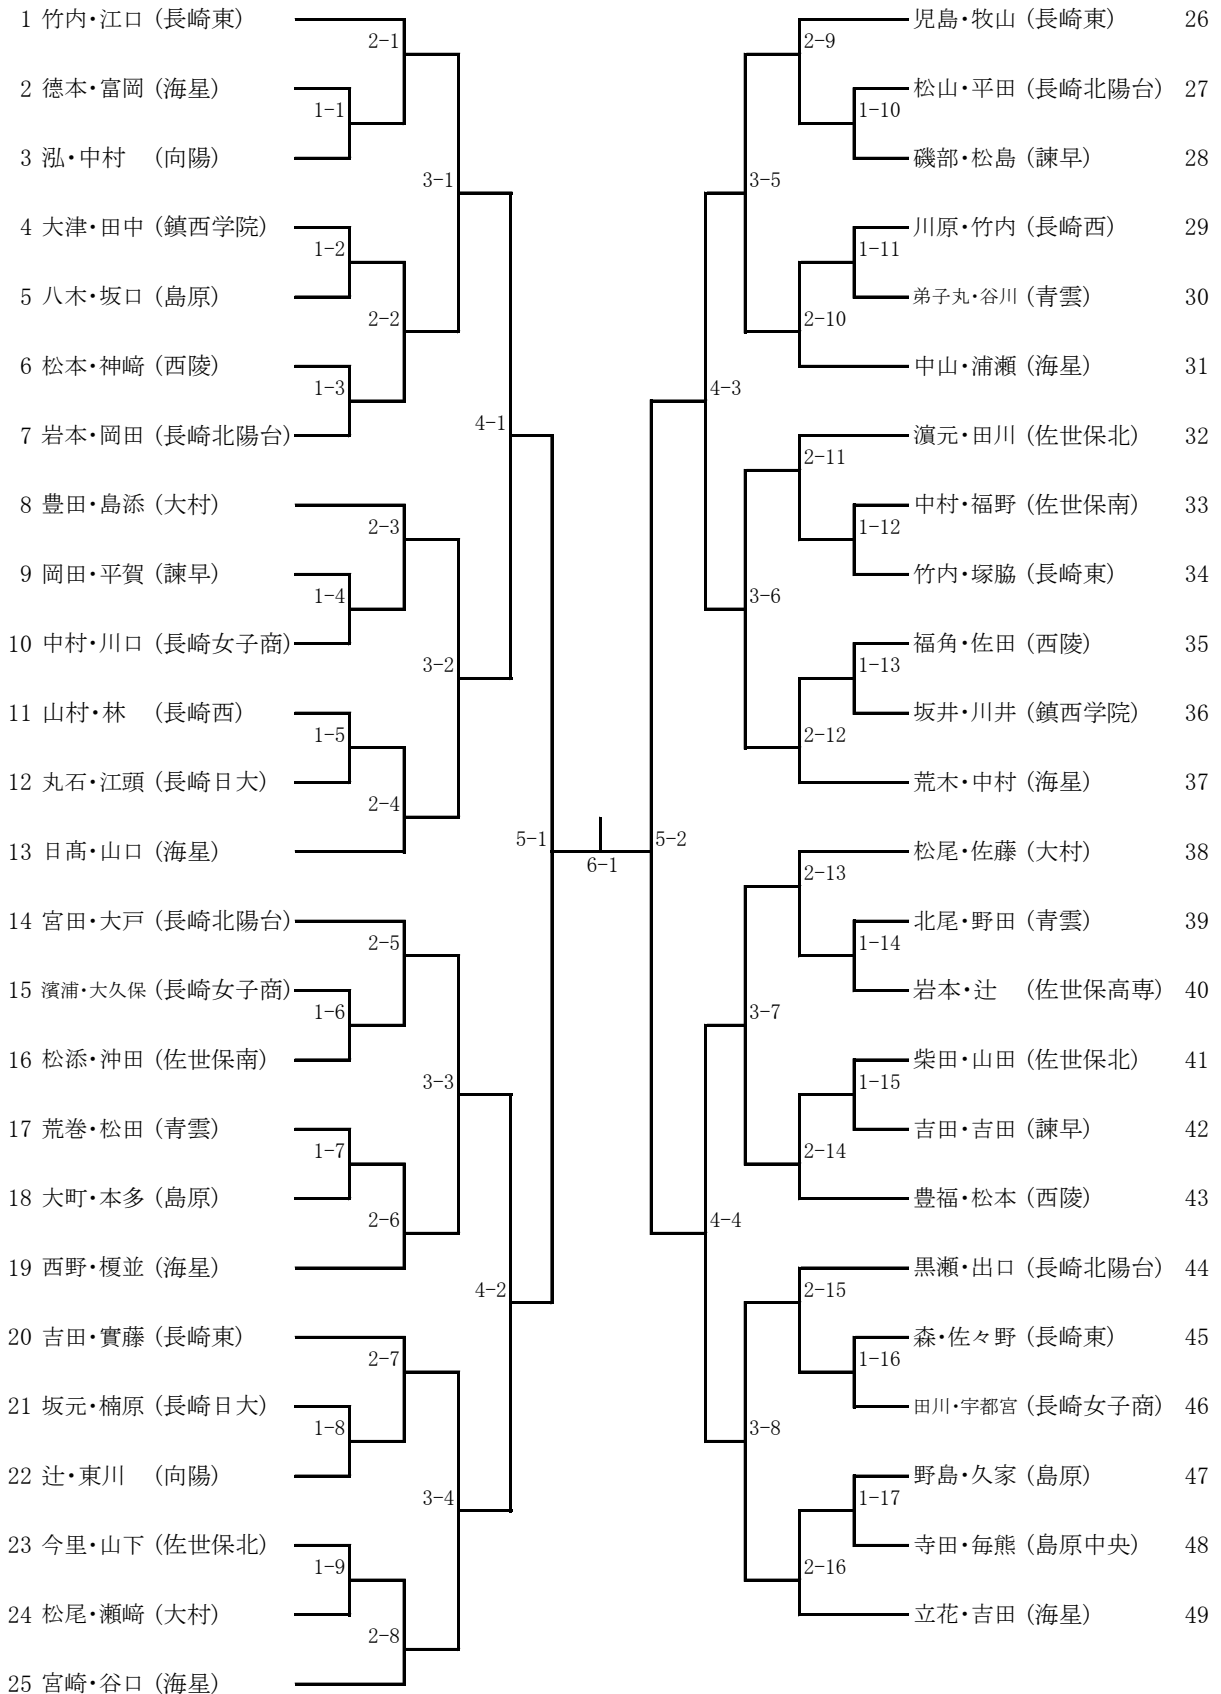 1 竹内・江口 (長崎東)
2-1
2 德本・富岡 (海星)
1-1
3 泓・中村 (向陽)
3-1
4 大津・田中 (鎮西学院)
1-2
5 八木・坂口 (島原)
2-2
6 松本・神﨑 (西陵)
1-3
7 岩本・岡田 (長崎北陽台)
4-1
8 豊田・島添 (大村)
2-3
9 岡田・平賀 (諫早)
1-4
10 中村・川口 (長崎女子商)
3-2
11 山村・林 (長崎西)
1-5
12 丸石・江頭 (長崎日大)
2-4
13 日髙・山口 (海星)
5-1
14 宮田・大戸 (長崎北陽台)
2-5
15 濱浦・大久保 (長崎女子商)
1-6
16 松添・沖田 (佐世保南)
3-3
17 荒巻・松田 (青雲)
1-7
18 大町・本多 (島原)
2-6
19 西野・榎並 (海星)
4-2
20 吉田・實藤 (長崎東)
2-7
21 坂元・楠原 (長崎日大)
1-8
22 辻・東川 (向陽)
3-4
23 今里・山下 (佐世保北)
1-9
24 松尾・瀬﨑 (大村)
2-8
25 宮崎・谷口 (海星)
6-1
児島・牧山 (長崎東) 26
2-9
松山・平田 (長崎北陽台) 27
1-10
磯部・松島 (諫早) 28
3-5
川原・竹内 (長崎西) 29
1-11
弟子丸・谷川 (青雲) 30
2-10
中山・浦瀬 (海星) 31
4-3
濵元・田川 (佐世保北) 32
2-11
中村・福野 (佐世保南) 33
1-12
竹内・塚脇 (長崎東) 34
3-6
福角・佐田 (西陵) 35
1-13
坂井・川井 (鎮西学院) 36
2-12
荒木・中村 (海星) 37
5-2
松尾・佐藤 (大村) 38
2-13
北尾・野田 (青雲) 39
1-14
岩本・辻 (佐世保高専) 40
3-7
柴田・山田 (佐世保北) 41
1-15
吉田・吉田 (諫早) 42
2-14
豊福・松本 (西陵) 43
4-4
黒瀬・出口 (長崎北陽台) 44
2-15
森・佐々野 (長崎東) 45
1-16
田川・宇都宮 (長崎女子商) 46
3-8
野島・久家 (島原) 47
1-17
寺田・毎熊 (島原中央) 48
2-16
立花・吉田 (海星) 49